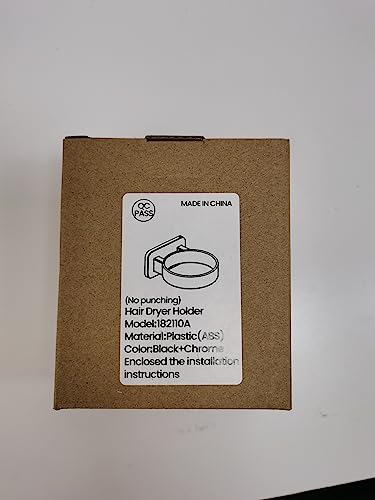 QC
PASS
MADE IN CHINA
(No punching)
Hair Dryer Holder
Model:182110A
Material:Plastic(ABS)
Color:Black+Chrome
Enclosed the installation
instructions